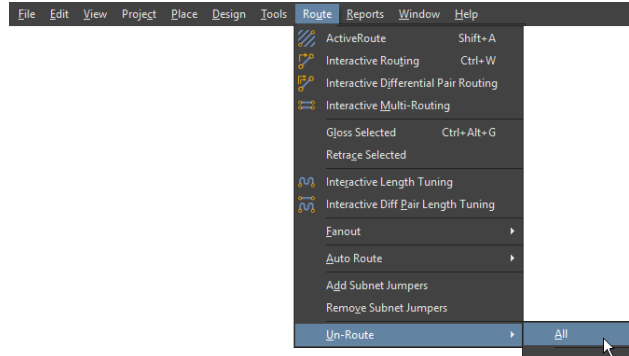 File Edit View Project Place Design Tools Route Reports Window Help
ActiveRoute Shift+A
Interactive Routing Ctrl+W
Interactive Differential Pair Routing
Interactive Multi-Routing
Gloss Selected Ctrl+Alt+G
Retrace Selected
Interactive Length Tuning
Interactive Diff Pair Length Tuning
Fanout
Auto Route
Add Subnet Jumpers
Remove Subnet Jumpers
Un-Route All